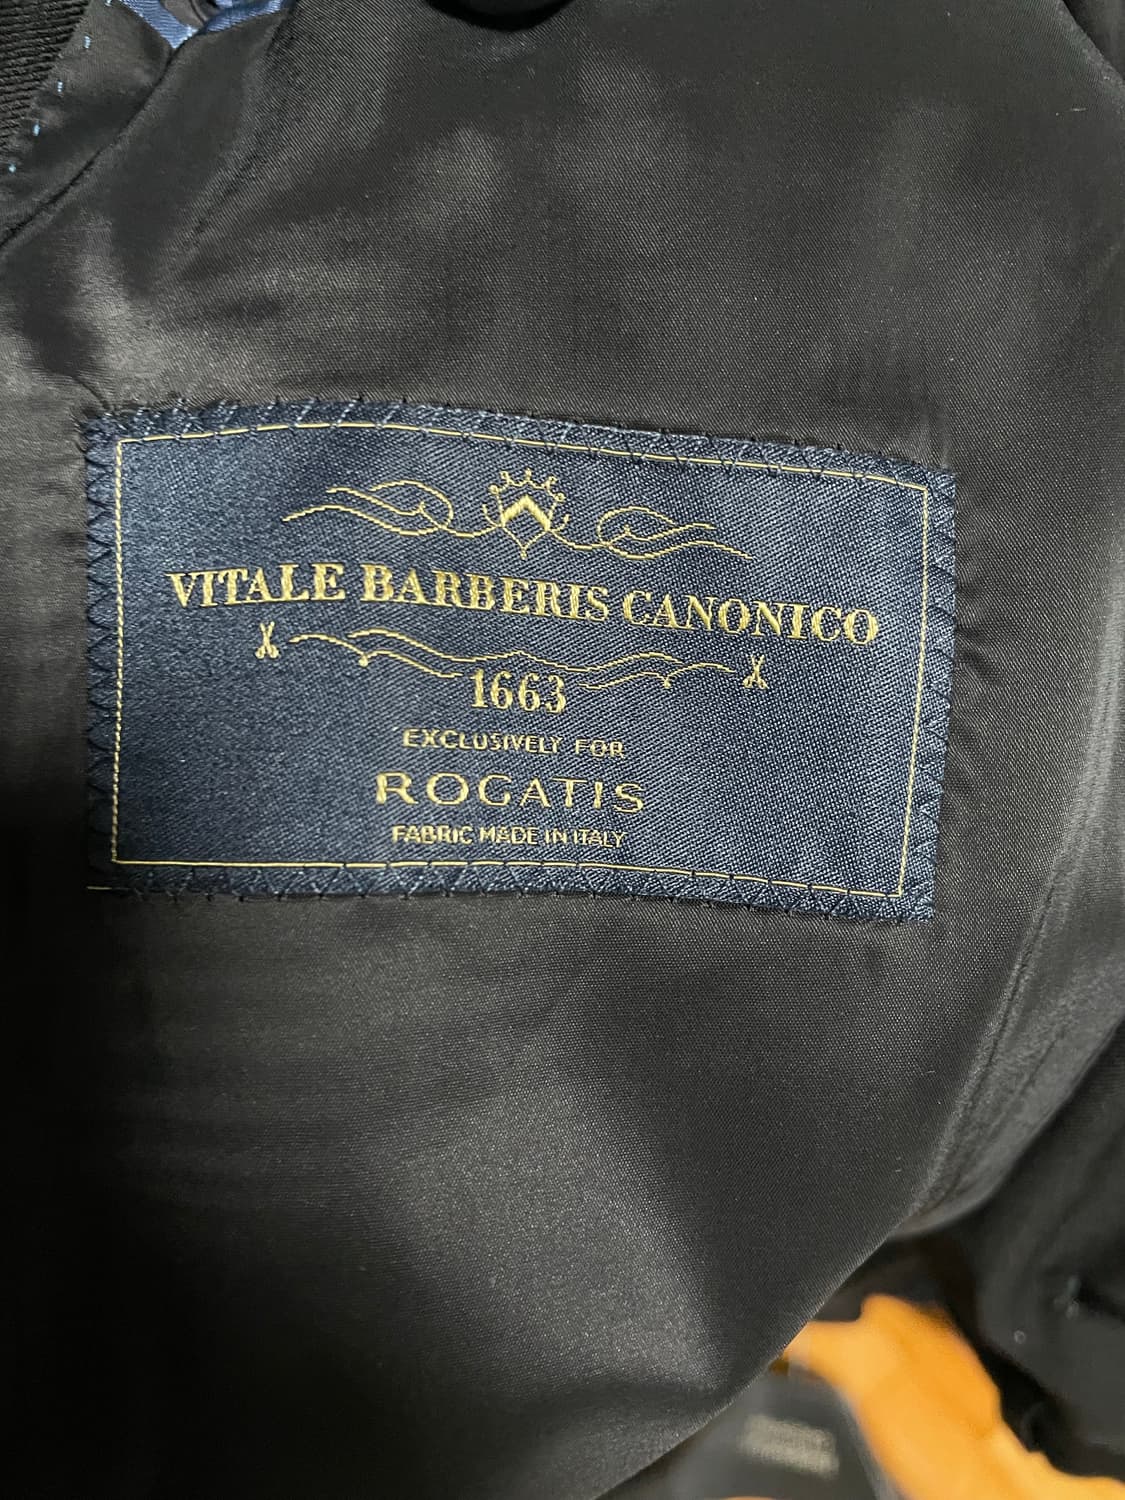 VITALE BARBERIS CANONICO
1663
EXCLUSIVELY FOR
ROGATIS
FABRIC MADE IN ITALY